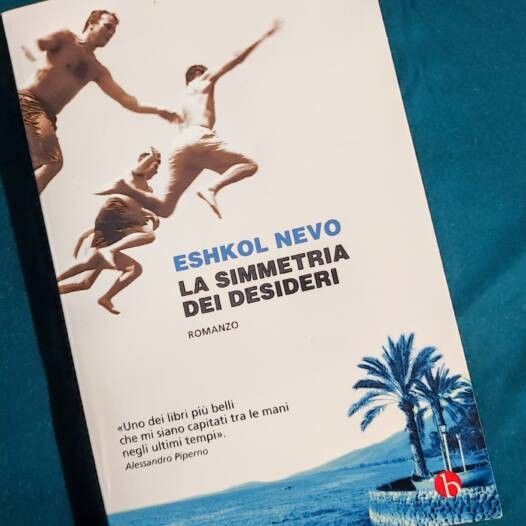 ESHKOL NEVO
LA SIMMETRIA
DEI DESIDERI
ROMANZO
«Uno dei libri più belli
che mi siano capitati tra le mani
negli ultimi tempi».
Alessandro Piperno
b